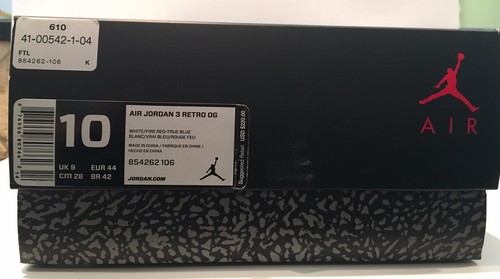 610
41-00542-1-04
FTL
854262-106 K
10
UK 9 EUR 44
CM 28 BR 42
AIR JORDAN 3 RETRO OG
WHITE/FIRE RED-TRUE BLUE
BLANC/VRAI BLEU/ROUGE FEU
MADE IN CHINA / FABRIQUE EN CHINE /
HECHO EN CHINA
854262 106
JORDAN.COM
Suggested Retail USD $220.00
AIR